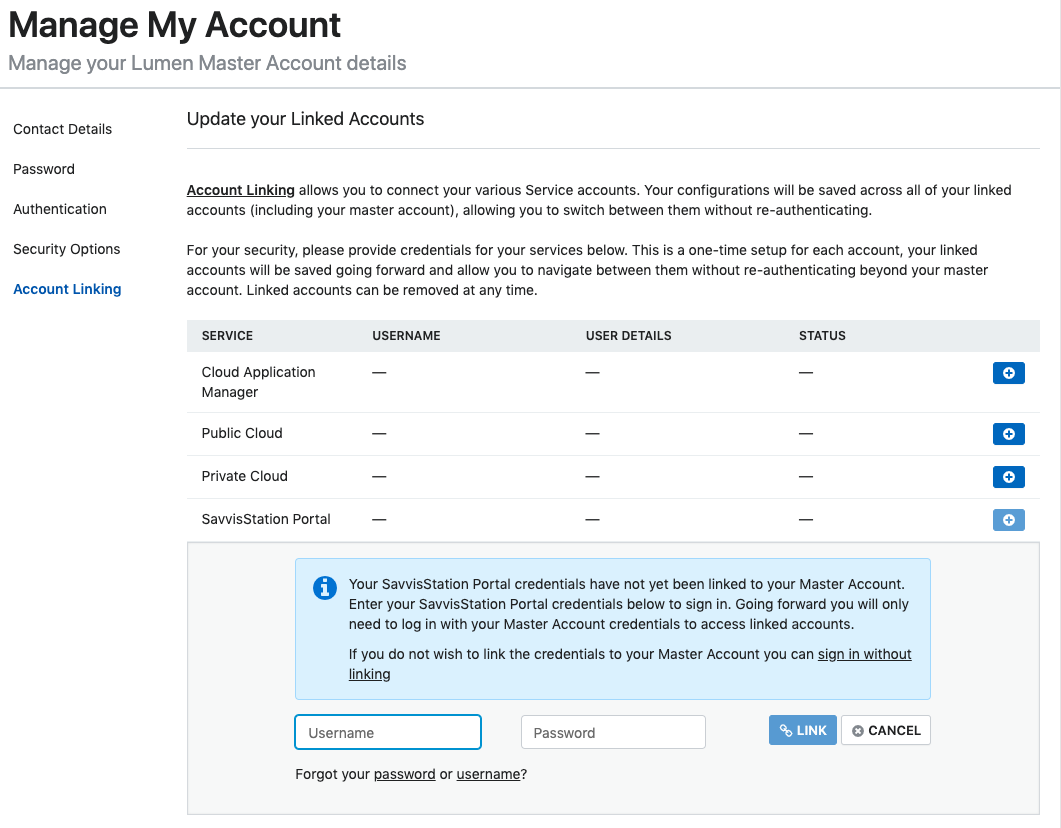 Manage My Account
Manage your Lumen Master Account details
Contact Details
Password
Authentication
Security Options
Account Linking
Update your Linked Accounts
Account Linking allows you to connect your various Service accounts. Your configurations will be saved across all of your linked
accounts (including your master account), allowing you to switch between them without re-authenticating.
For your security, please provide credentials for your services below. This is a one-time setup for each account, your linked
accounts will be saved going forward and allow you to navigate between them without re-authenticating beyond your master
account. Linked accounts can be removed at any time.
SERVICE USERNAME USER DETAILS STATUS
Cloud Application — — —
Manager
Public Cloud — — —
Private Cloud — — —
SavvisStation Portal — — —
Your SavvisStation Portal credentials have not yet been linked to your Master Account.
Enter your SavvisStation Portal credentials below to sign in. Going forward you will only
need to log in with your Master Account credentials to access linked accounts.
If you do not wish to link the credentials to your Master Account you can sign in without
linking
Username Password LINK CANCEL
Forgot your password or username?